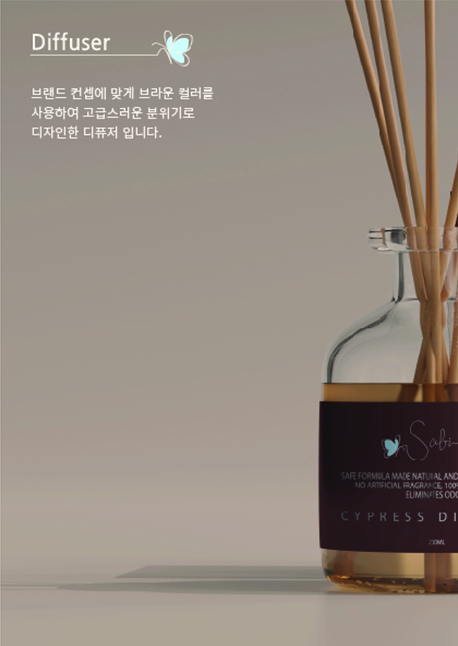 Diffuser
브랜드 컨셉에 맞게 브라운 컬러를
사용하여 고급스러운 분위기로
디자인한 디퓨저 입니다.
SAFE FORMULA MADE NATURAL AND
NO ARTIFICIAL FRAGRANCE, 100%
ELIMINATES ODO
CYPRESS DI
230ML